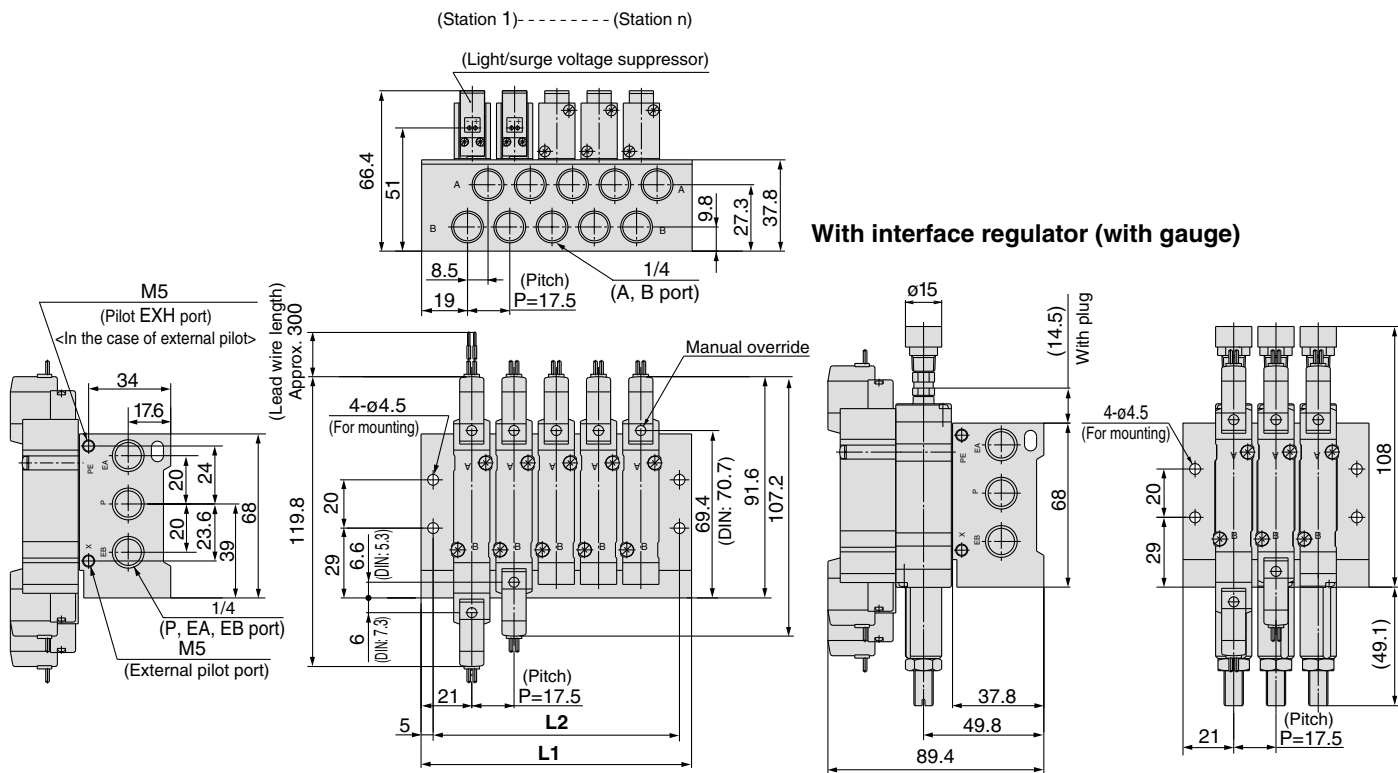 (Station 1)---------(Station n)
(Light/surge voltage suppressor)
66.4
51
A
A
B
B
9.8
27.3
37.8
8.5
19
(Pitch)
P=17.5
1/4
(A, B port)
With interface regulator (with gauge)
M5
(Pilot EXH port)
<In the case of external pilot>
34
17.6
PE
EA
P
X
EB
20
20
24
23.6
39
68
1/4
(P, EA, EB port)
M5
(External pilot port)
(Lead wire length)
Approx. 300
119.8
4-ø4.5
(For mounting)
Manual override
20
29
6.6
(DIN: 5.3)
6
(DIN: 7.3)
A
A
A
A
A
B
B
B
B
B
69.4
(DIN: 70.7)
91.6
107.2
21
(Pitch)
P=17.5
5
L2
L1
ø15
(14.5)
With plug
PE
EA
P
X
EB
68
37.8
49.8
89.4
4-ø4.5
(For mounting)
20
29
A
A
A
B
B
B
108
(49.1)
21
(Pitch)
P=17.5